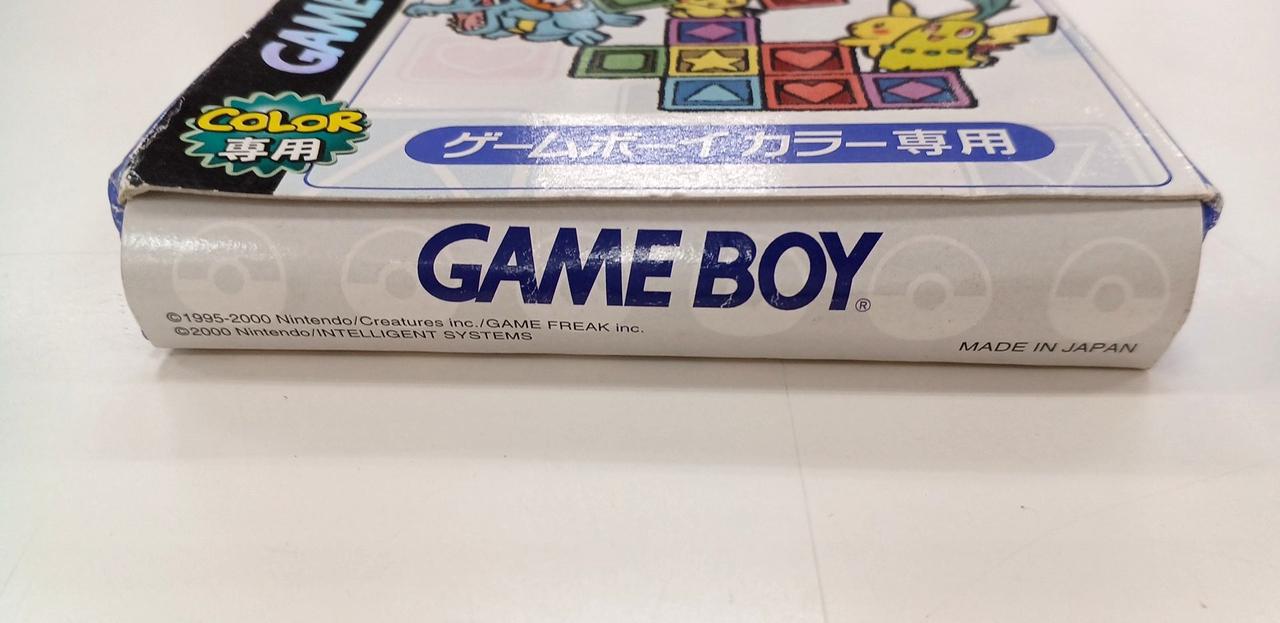 GAME
COLOR
専用
ゲームボーイカラー専用
GAME BOY®
©1995-2000 Nintendo/Creatures inc./GAME FREAK inc.
©2000 Nintendo/INTELLIGENT SYSTEMS
MADE IN JAPAN